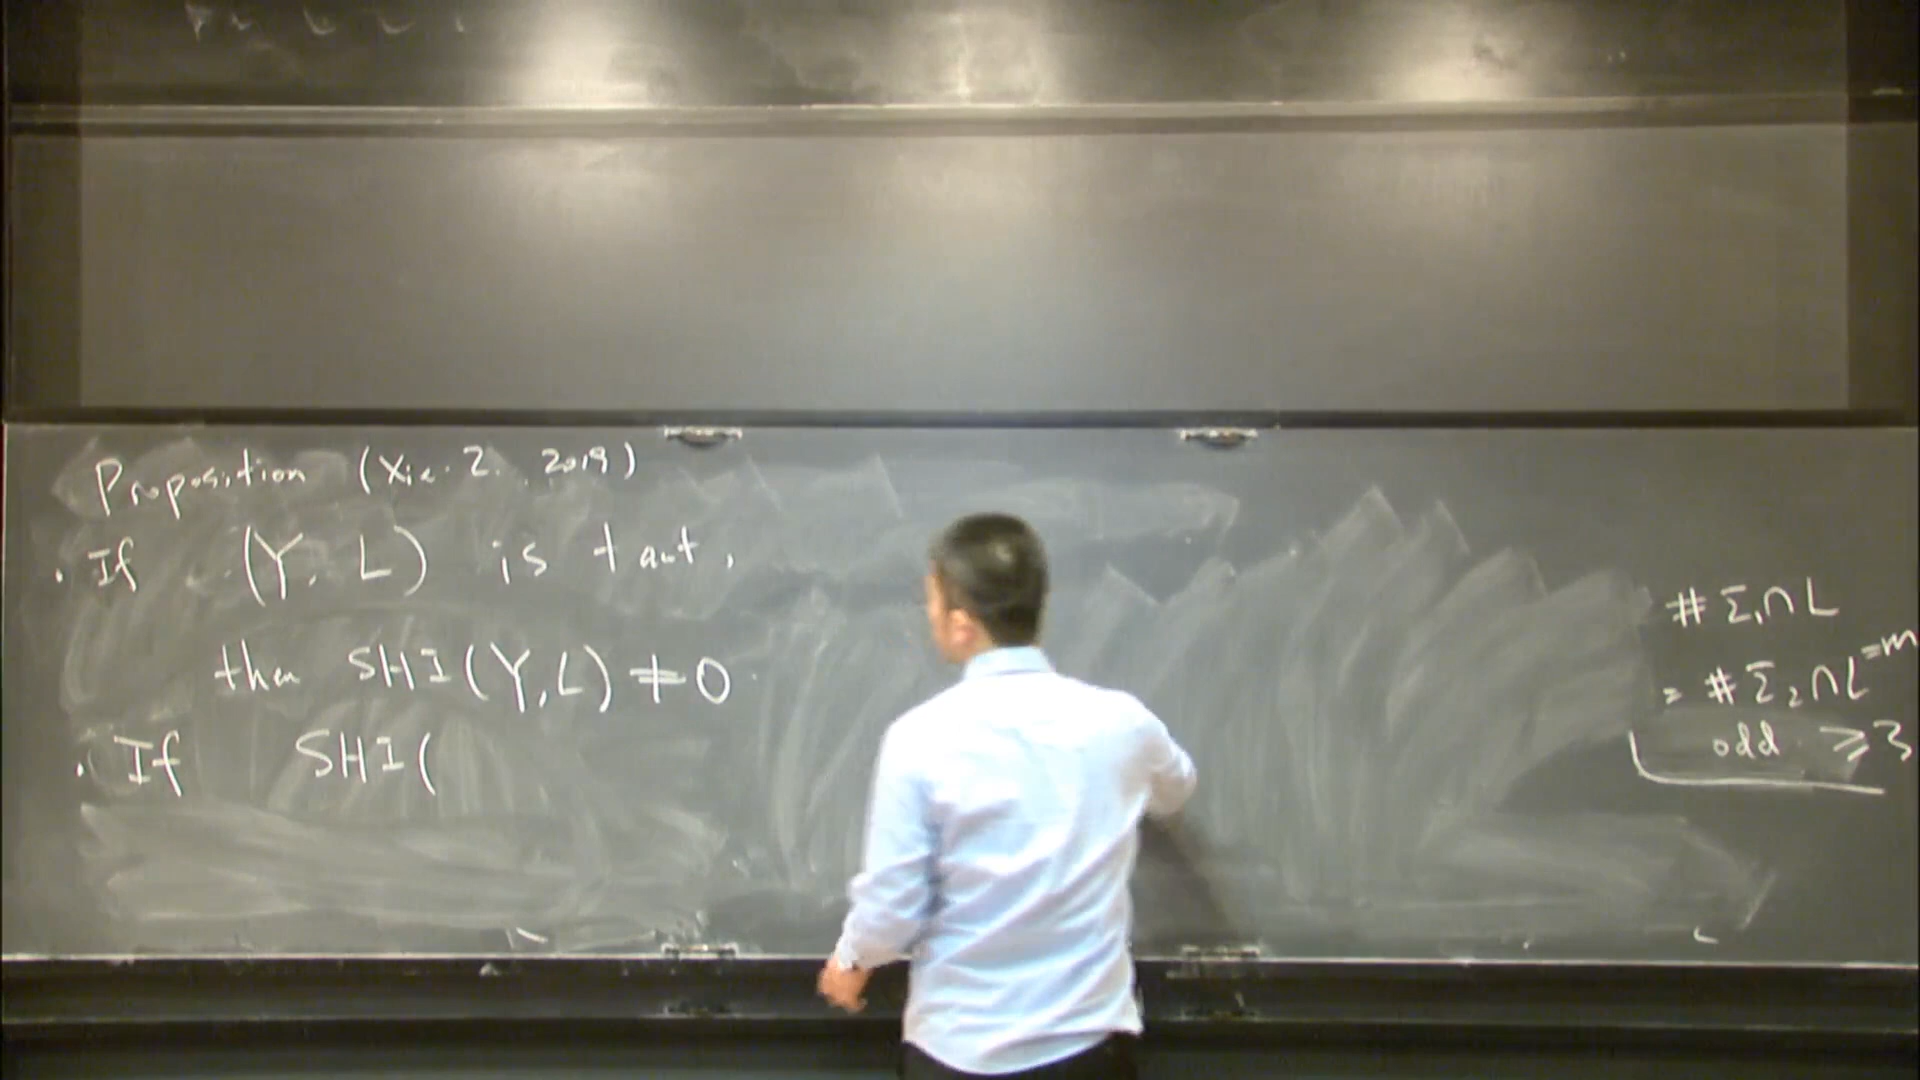 Proposition (Xie. Z., 2019)
· If (Y, L) is taut,
then SHI(Y, L) ≠ 0.
· If SHI(
# Σ₁∩L
= # Σ₂∩L = m
odd ≥ 3